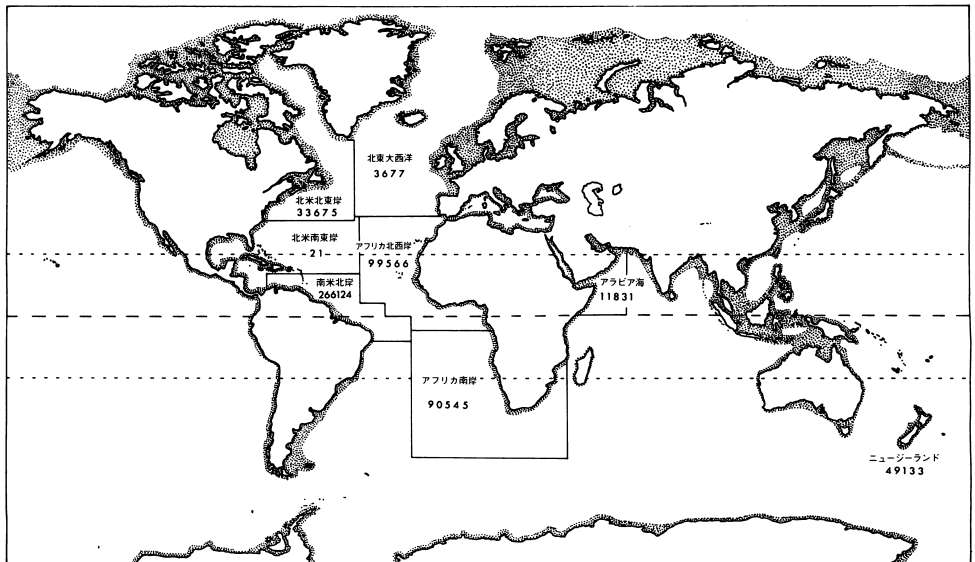 北東大西洋
3677
北米北東岸
33675
北米南東岸
21
アフリカ北西岸
99566
南米北岸
266124
アラビア海
11831
アフリカ南岸
90545
ニュージーランド
49133